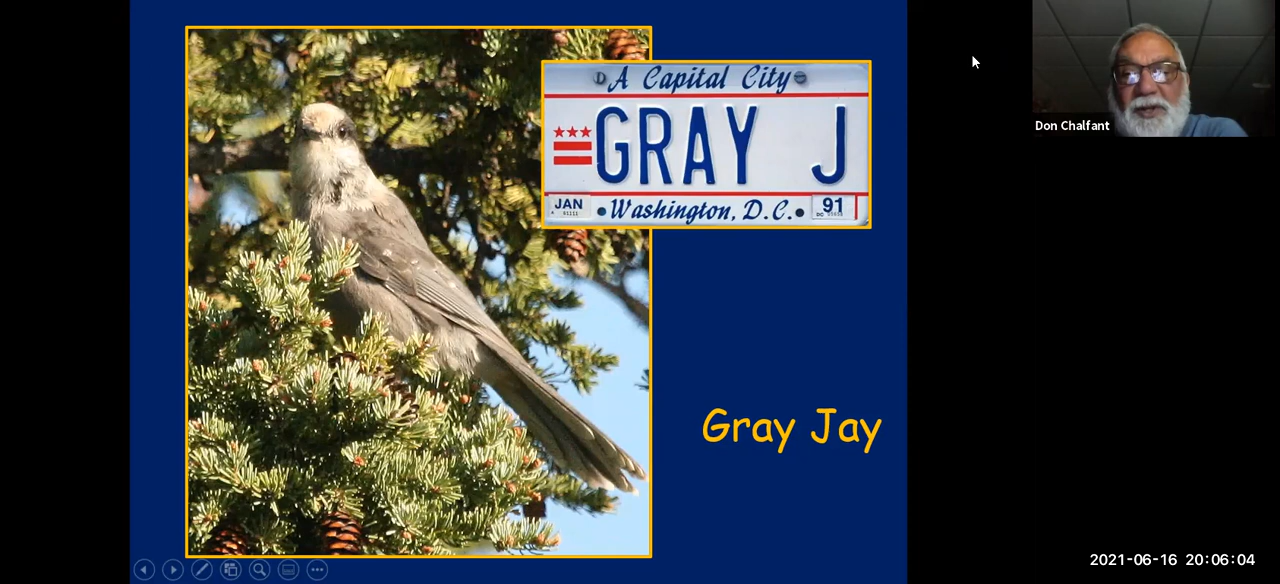 A Capital City
GRAY J
JAN
91
Washington, D.C.
Gray Jay
Don Chalfant
2021-06-16 20:06:04